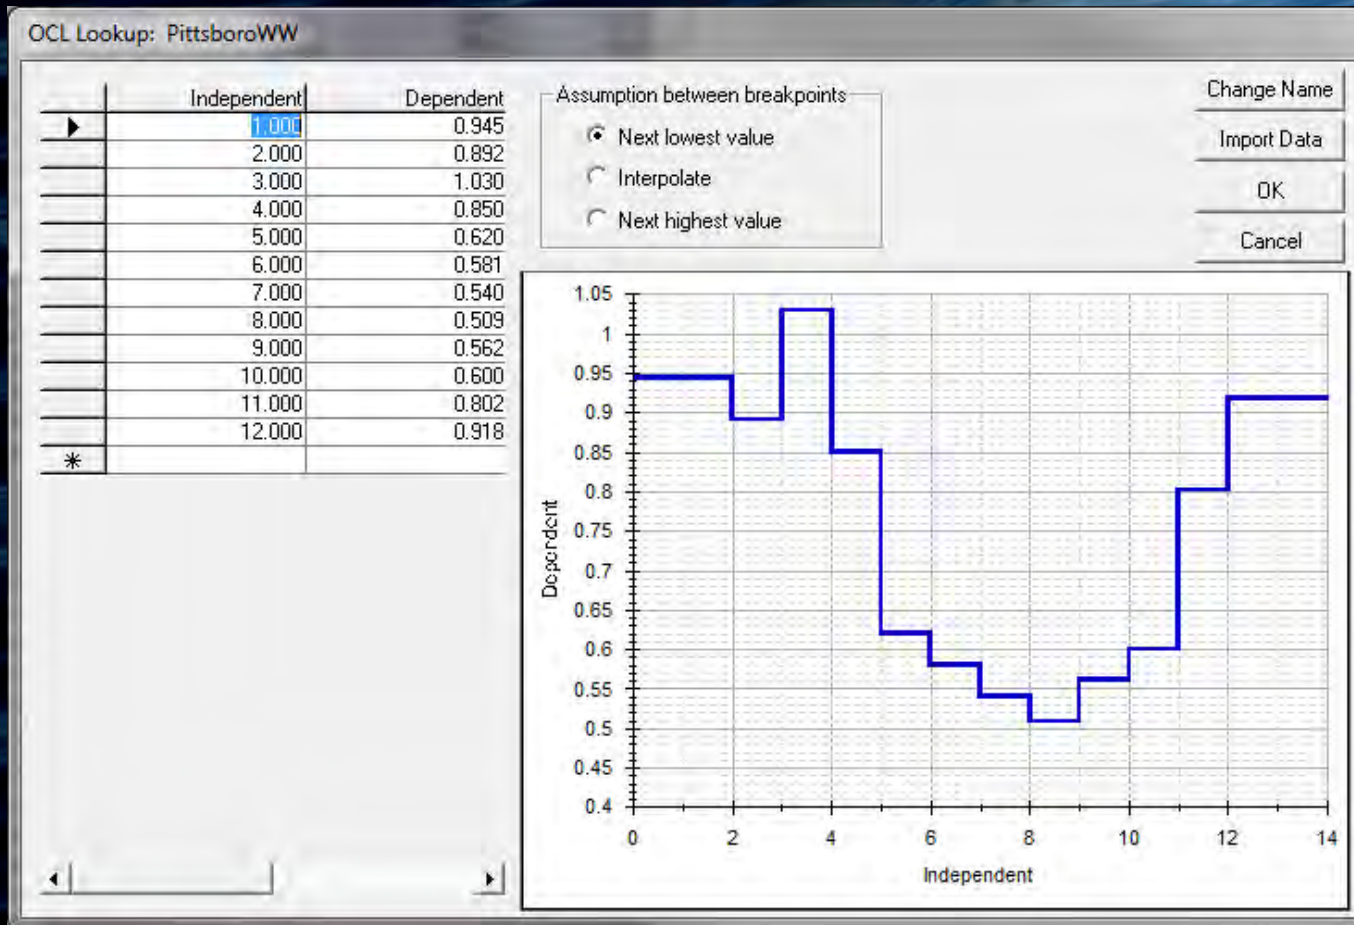 OCL Lookup: PittsboroWW
Independent Dependent
1.000 0.945
2.000 0.892
3.000 1.030
4.000 0.850
5.000 0.620
6.000 0.581
7.000 0.540
8.000 0.509
9.000 0.562
10.000 0.600
11.000 0.802
12.000 0.918
*
Assumption between breakpoints
Next lowest value
Interpolate
Next highest value
Change Name
Import Data
OK
Cancel
1.05
1
0.95
0.9
0.85
0.8
0.75
0.7
0.65
0.6
0.55
0.5
0.45
0.4
Dependent
0 2 4 6 8 10 12 14
Independent